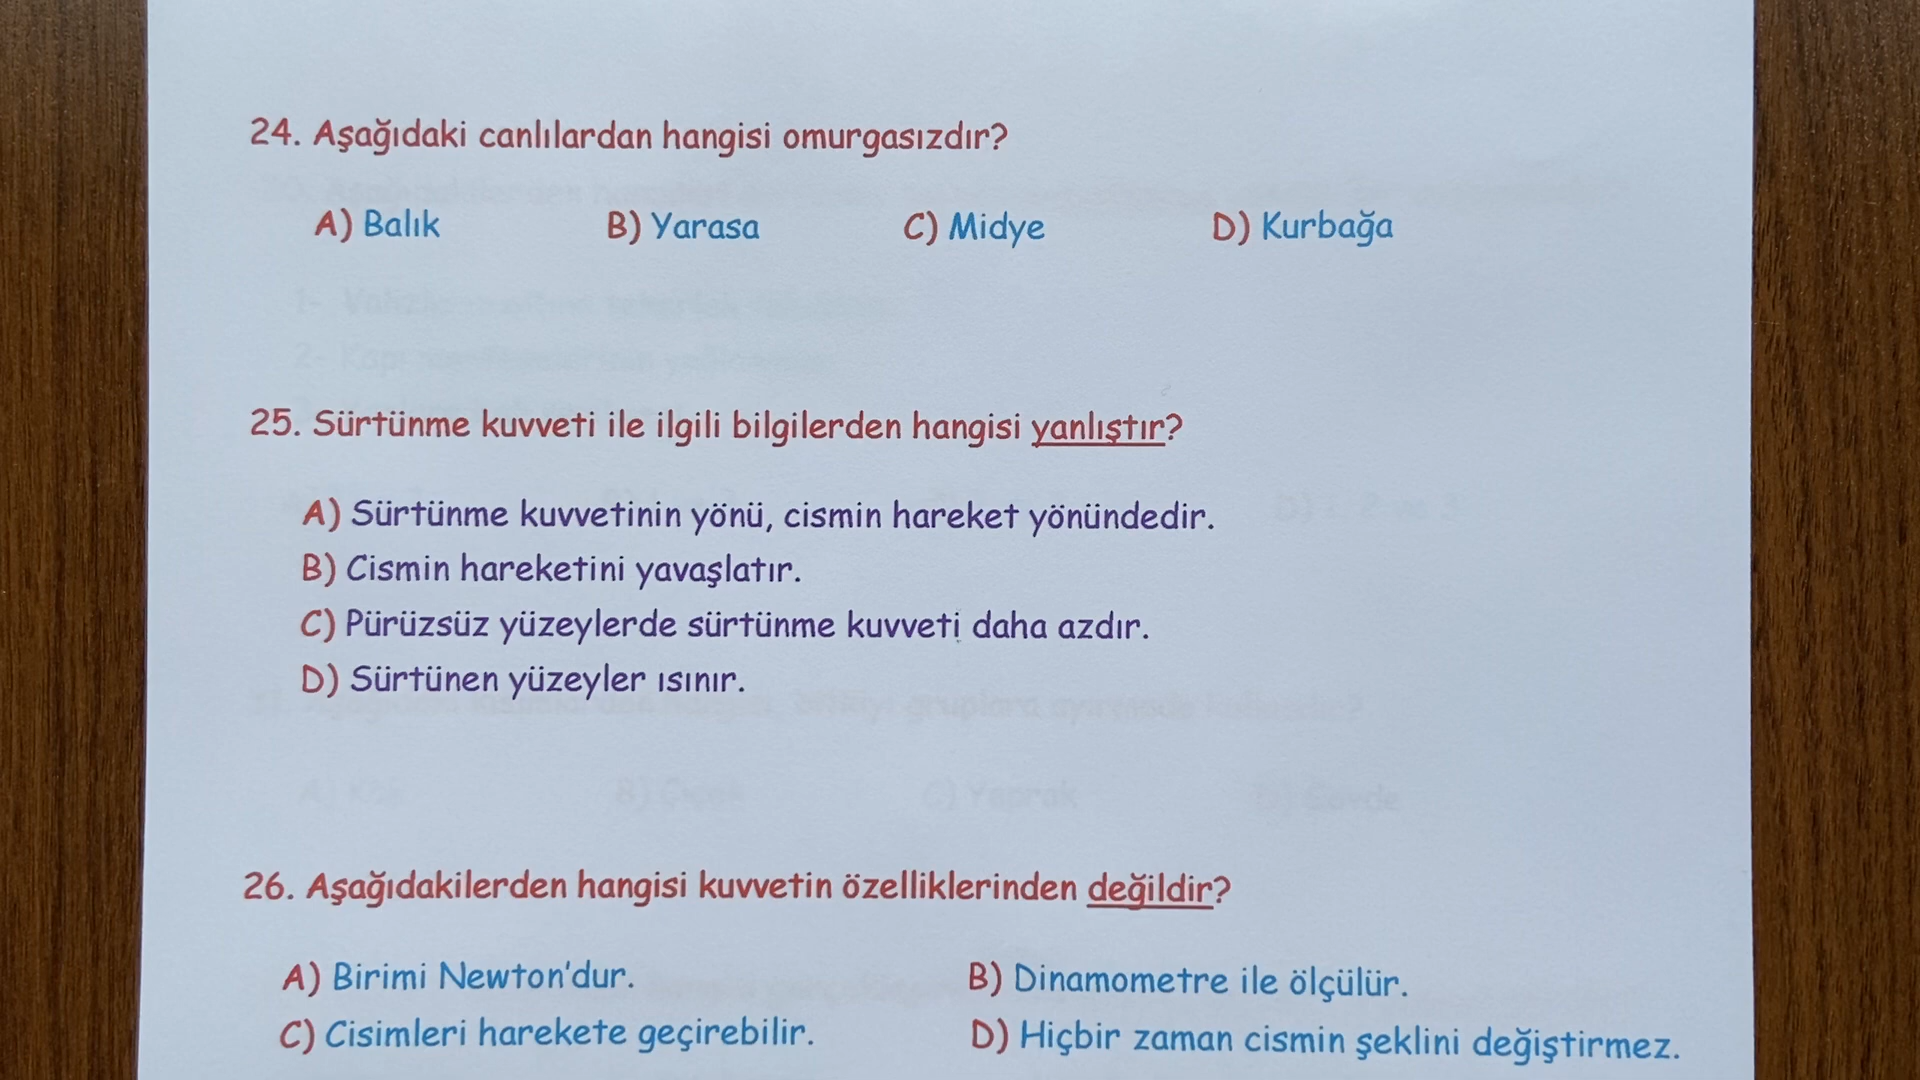 24. Aşağıdaki canlılardan hangisi omurgasızdır?
A) Balık B) Yarasa C) Midye D) Kurbağa
25. Sürtünme kuvveti ile ilgili bilgilerden hangisi yanlıştır?
A) Sürtünme kuvvetinin yönü, cismin hareket yönündedir.
B) Cismin hareketini yavaşlatır.
C) Pürüzsüz yüzeylerde sürtünme kuvveti daha azdır.
D) Sürtünen yüzeyler ısınır.
26. Aşağıdakilerden hangisi kuvvetin özelliklerinden değildir?
A) Birimi Newton'dur. B) Dinamometre ile ölçülür.
C) Cisimleri harekete geçirebilir. D) Hiçbir zaman cismin şeklini değiştirmez.